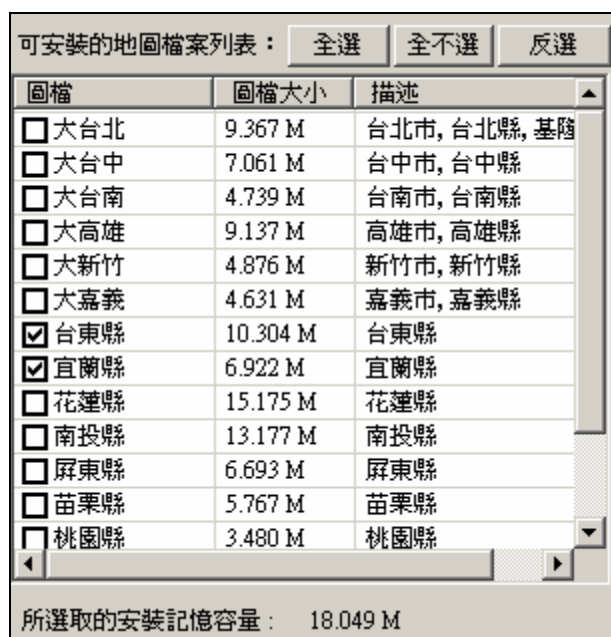 可安裝的地圖檔案列表： 全選 全不選 反選
圖檔 圖檔大小 描述
大台北 9.367 M 台北市, 台北縣, 基隆
大台中 7.061 M 台中市, 台中縣
大台南 4.739 M 台南市, 台南縣
大高雄 9.137 M 高雄市, 高雄縣
大新竹 4.876 M 新竹市, 新竹縣
大嘉義 4.631 M 嘉義市, 嘉義縣
台東縣 10.304 M 台東縣
宜蘭縣 6.922 M 宜蘭縣
花蓮縣 15.175 M 花蓮縣
南投縣 13.177 M 南投縣
屏東縣 6.693 M 屏東縣
苗栗縣 5.767 M 苗栗縣
桃園縣 3.480 M 桃園縣
所選取的安裝記憶容量： 18.049 M